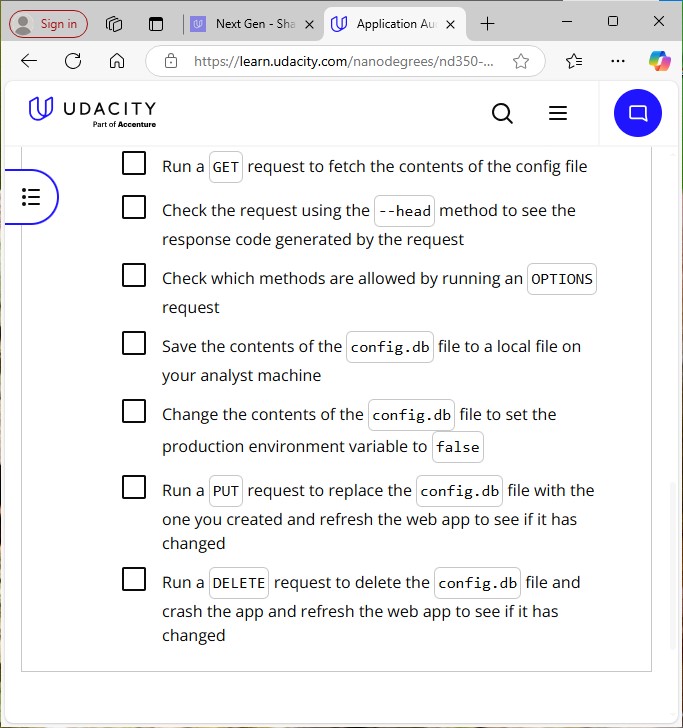 Sign in
Next Gen - Sha
Application Au
https://learn.udacity.com/nanodegrees/nd350-...
UDACITY
Part of Accenture
Run a GET request to fetch the contents of the config file
Check the request using the --head method to see the
response code generated by the request
Check which methods are allowed by running an OPTIONS
request
Save the contents of the config.db file to a local file on
your analyst machine
Change the contents of the config.db file to set the
production environment variable to false
Run a PUT request to replace the config.db file with the
one you created and refresh the web app to see if it has
changed
Run a DELETE request to delete the config.db file and
crash the app and refresh the web app to see if it has
changed